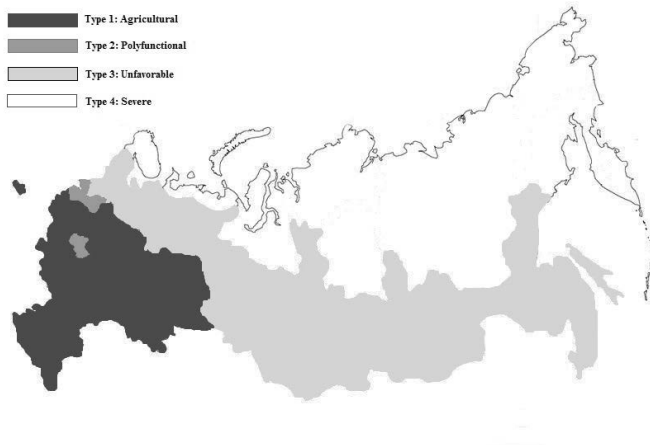 Type 1: Agricultural
Type 2: Polyfunctional
Type 3: Unfavorable
Type 4: Severe